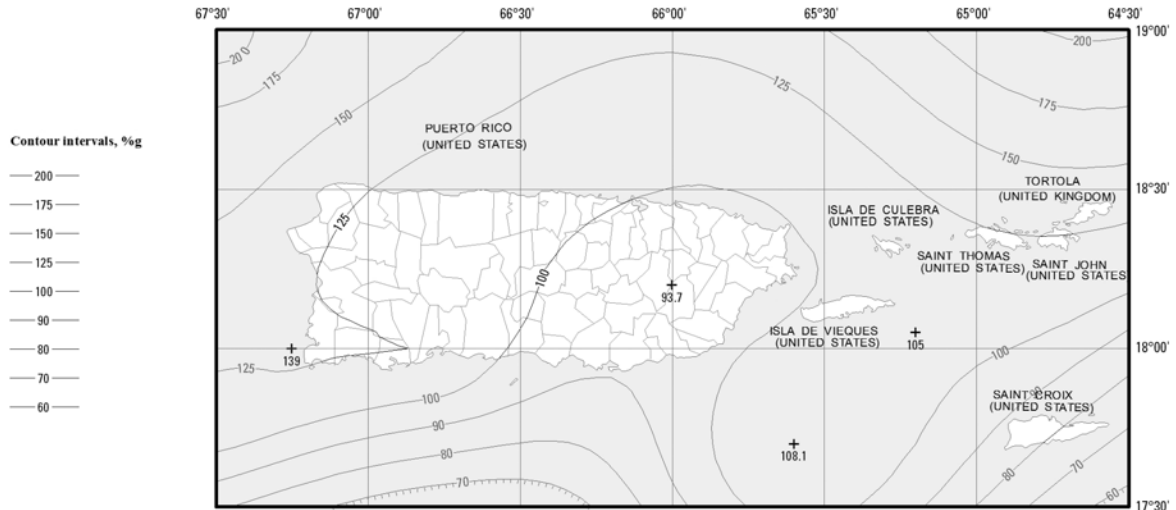 67°30' 67°00' 66°30' 66°00' 65°30' 65°00' 64°30'
19°00'
200
175
150
125
200
175
150
Contour intervals, %g
200
175
150
125
100
90
80
70
60
PUERTO RICO
(UNITED STATES)
18°30'
TORTOLA
(UNITED KINGDOM)
ISLA DE CULEBRA
(UNITED STATES)
SAINT THOMAS
(UNITED STATES)
SAINT JOHN
(UNITED STATES
125
100
93.7
ISLA DE VIEQUES
(UNITED STATES)
105
139
18°00'
125
100
90
80
70
108.1
100
90
80
70
60
SAINT CROIX
(UNITED STATES)
17°30'